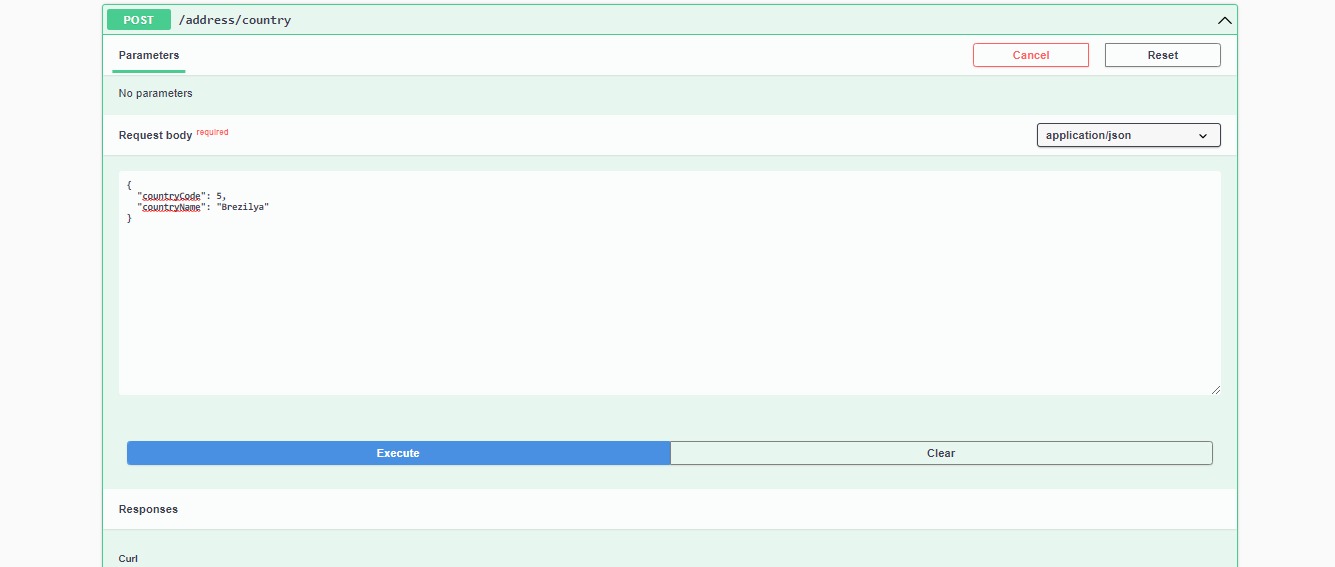 POST /address/country
Parameters
Cancel
Reset
No parameters
Request body required
application/json
{
  "countryCode": 5,
  "countryName": "Brezilya"
}
Execute
Clear
Responses
Curl